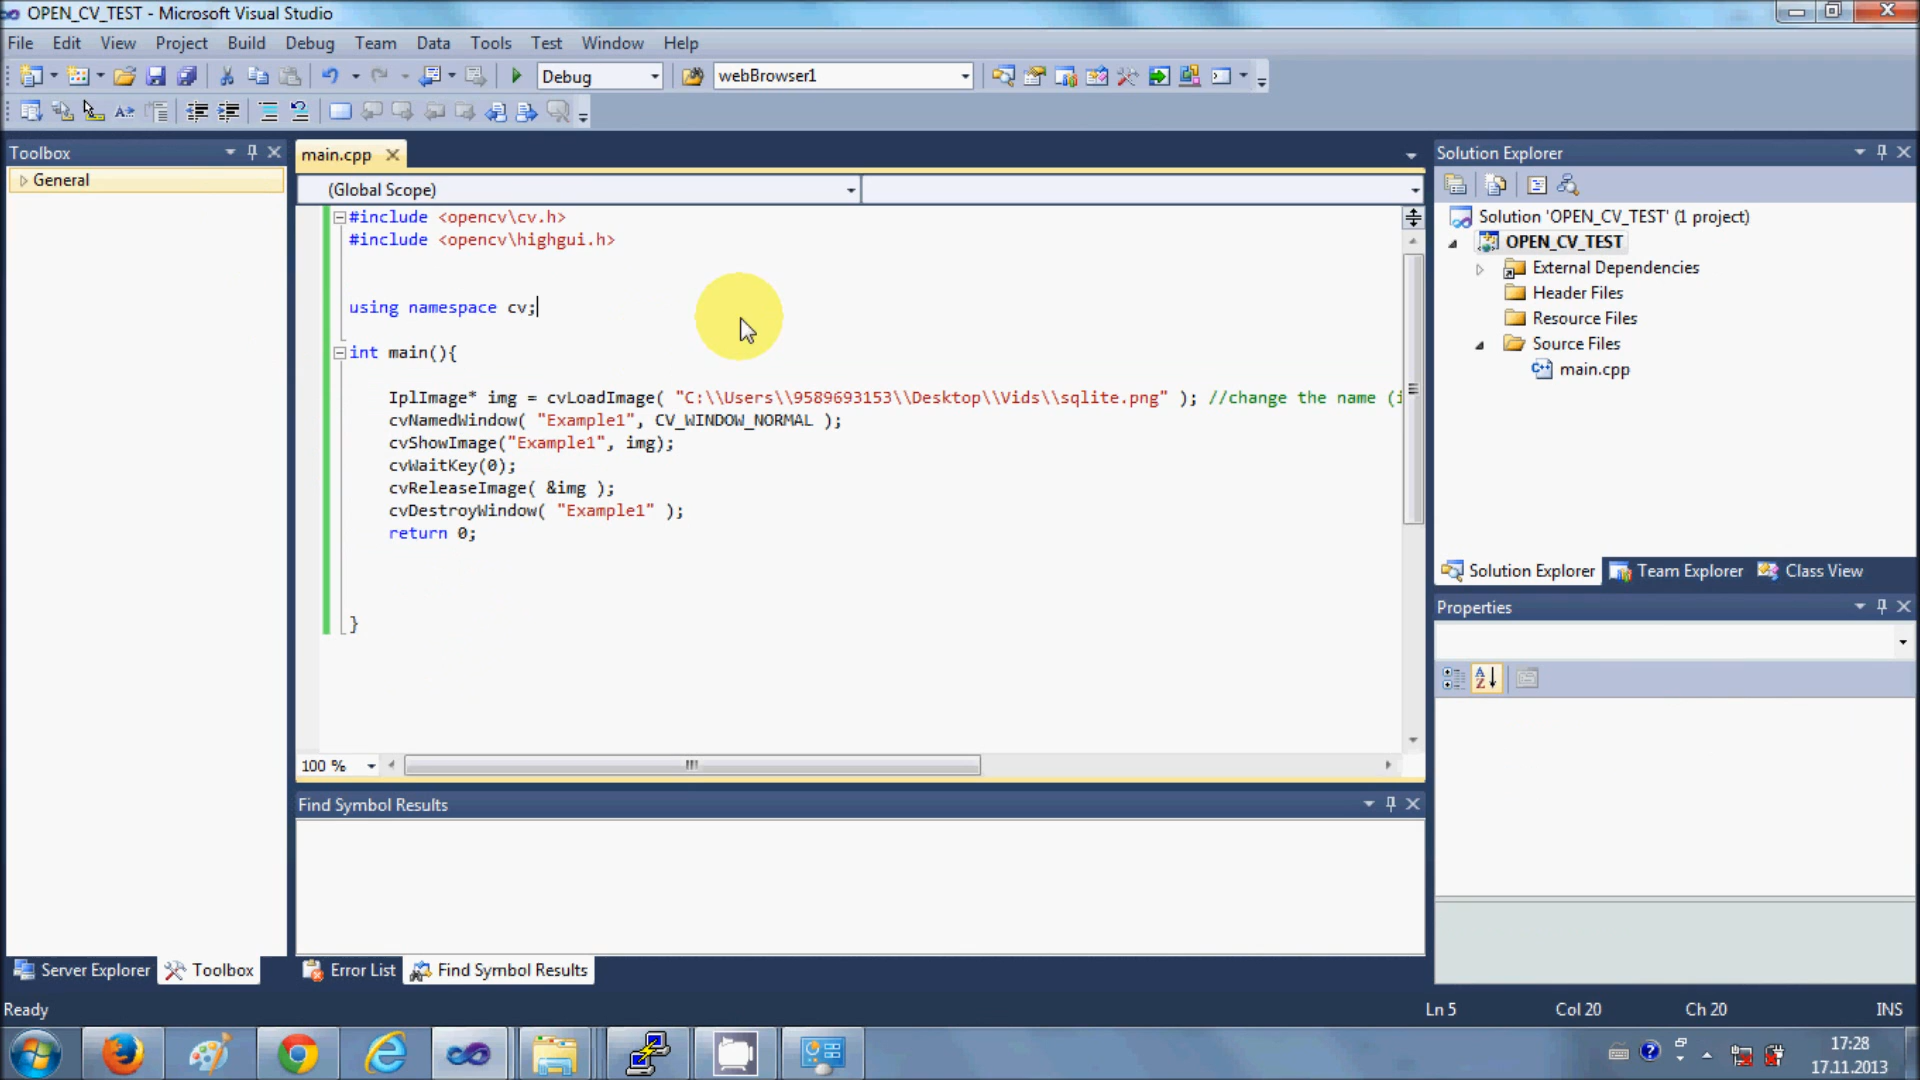 OPEN_CV_TEST - Microsoft Visual Studio
File Edit View Project Build Debug Team Data Tools Test Window Help
Debug webBrowser1
Toolbox
General
main.cpp
(Global Scope)
#include <opencv\cv.h>
#include <opencv\highgui.h>
using namespace cv;
int main(){
IplImage* img = cvLoadImage( "C:\\Users\\9589693153\\Desktop\\Vids\\sqlite.png" ); //change the name (i
cvNamedWindow( "Example1", CV_WINDOW_NORMAL );
cvShowImage("Example1", img);
cvWaitKey(0);
cvReleaseImage( &img );
cvDestroyWindow( "Example1" );
return 0;
}
100 %
Find Symbol Results
Server Explorer Toolbox
Error List Find Symbol Results
Solution Explorer
Solution 'OPEN_CV_TEST' (1 project)
OPEN_CV_TEST
External Dependencies
Header Files
Resource Files
Source Files
main.cpp
Solution Explorer Team Explorer Class View
Properties
Ready Ln 5 Col 20 Ch 20 INS
17:28
17.11.2013